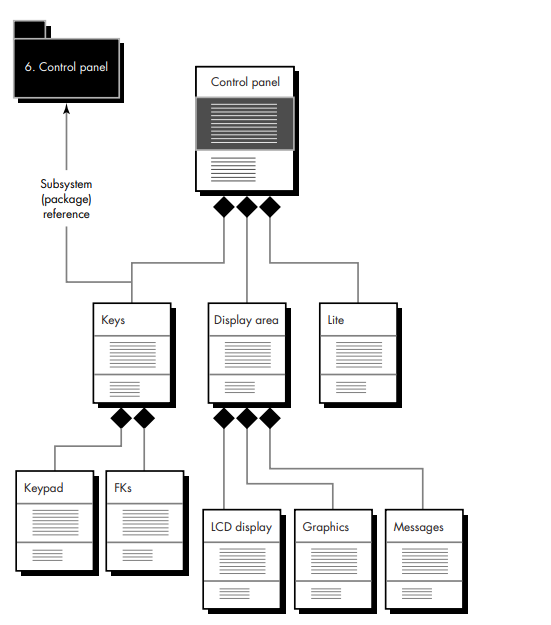 6. Control panel
Control panel
Subsystem
(package)
reference
Keys
Display area
Lite
Keypad
FKs
LCD display
Graphics
Messages